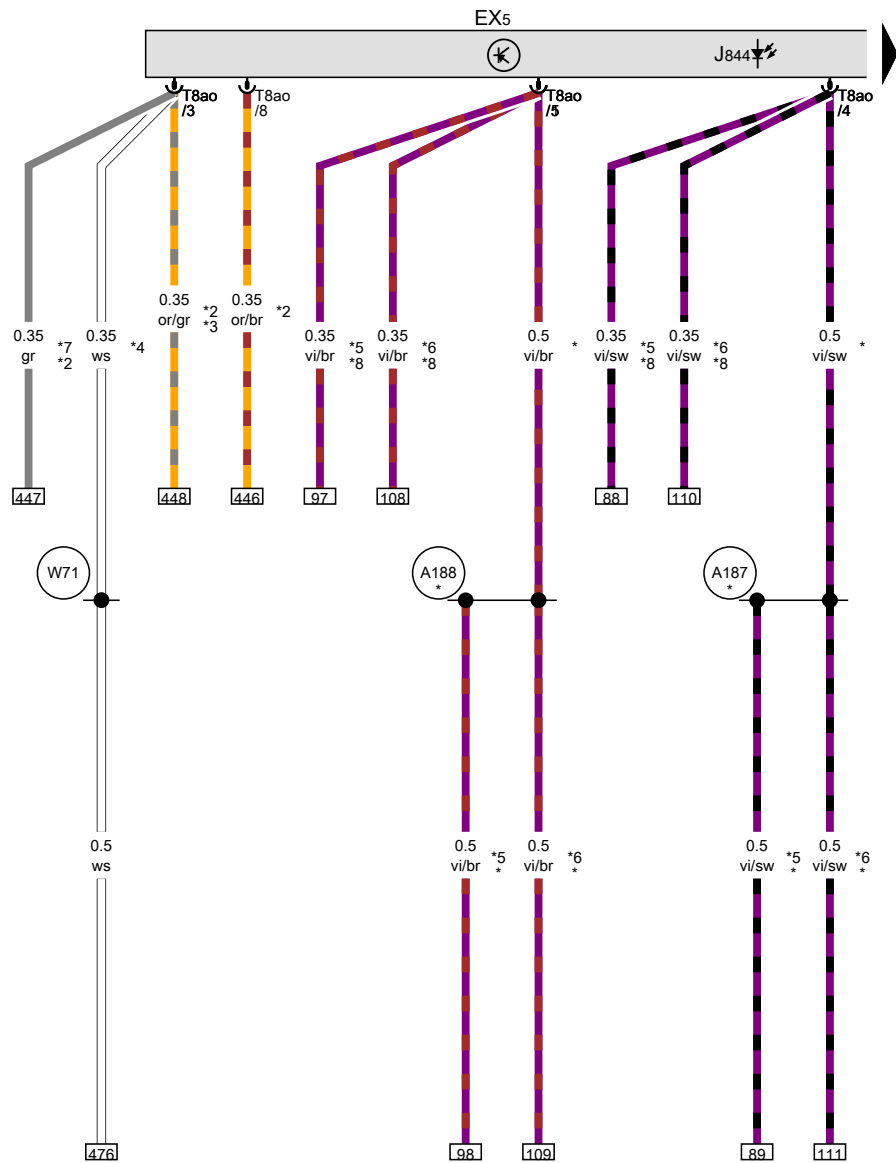 EX5
J844
T8ao
/3
T8ao
/8
T8ao
/5
T8ao
/4
0.35
or/gr
*2
*3
0.35
or/br
*2
0.35
gr
*7
*2
0.35
ws
*4
0.35
vi/br
*5
*8
0.35
vi/br
*6
*8
0.5
vi/br
*
0.35
vi/sw
*5
*8
0.35
vi/sw
*6
*8
0.5
vi/sw
*
447
448
446
97
108
88
110
W71
A188
*
A187
*
0.5
ws
0.5
vi/br
*5
*
0.5
vi/br
*6
*
0.5
vi/sw
*5
*
0.5
vi/sw
*6
*
476
98
109
89
111